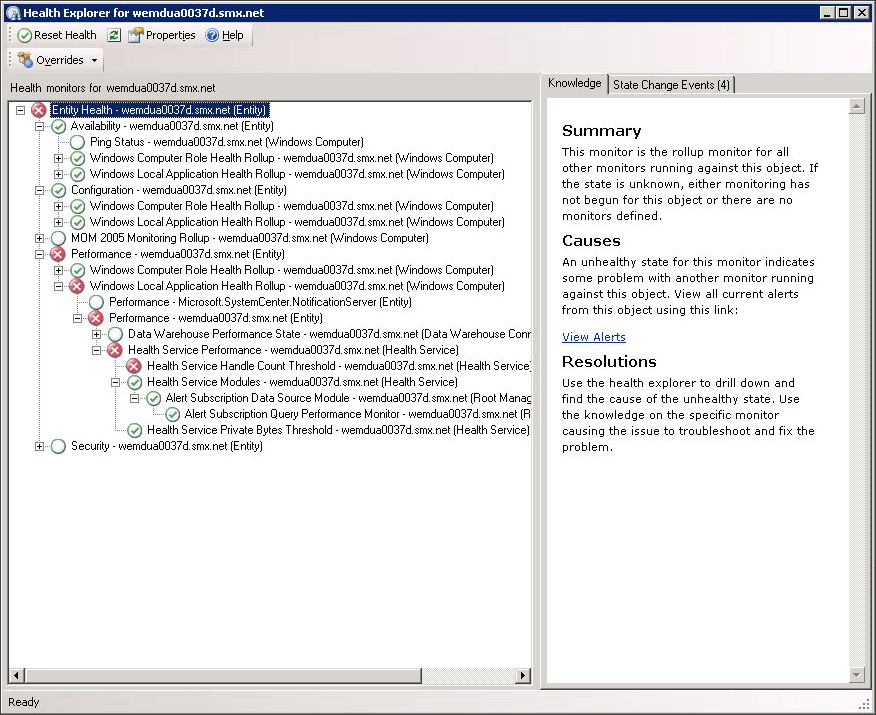 Health Explorer for wemdua0037d.smx.net
Reset Health Properties Help
Overrides
Health monitors for wemdua0037d.smx.net
Entity Health - wemdua0037d.smx.net (Entity)
Availability - wemdua0037d.smx.net (Entity)
Ping Status - wemdua0037d.smx.net (Windows Computer)
Windows Computer Role Health Rollup - wemdua0037d.smx.net (Windows Computer)
Windows Local Application Health Rollup - wemdua0037d.smx.net (Windows Computer)
Configuration - wemdua0037d.smx.net (Entity)
Windows Computer Role Health Rollup - wemdua0037d.smx.net (Windows Computer)
Windows Local Application Health Rollup - wemdua0037d.smx.net (Windows Computer)
MOM 2005 Monitoring Rollup - wemdua0037d.smx.net (Windows Computer)
Performance - wemdua0037d.smx.net (Entity)
Windows Computer Role Health Rollup - wemdua0037d.smx.net (Windows Computer)
Windows Local Application Health Rollup - wemdua0037d.smx.net (Windows Computer)
Performance - Microsoft.SystemCenter.NotificationServer (Entity)
Performance - wemdua0037d.smx.net (Entity)
Data Warehouse Performance State - wemdua0037d.smx.net (Data Warehouse Conn
Health Service Performance - wemdua0037d.smx.net (Health Service)
Health Service Handle Count Threshold - wemdua0037d.smx.net (Health Service)
Health Service Modules - wemdua0037d.smx.net (Health Service)
Alert Subscription Data Source Module - wemdua0037d.smx.net (Root Manag
Alert Subscription Query Performance Monitor - wemdua0037d.smx.net (R
Health Service Private Bytes Threshold - wemdua0037d.smx.net (Health Service)
Security - wemdua0037d.smx.net (Entity)
Knowledge State Change Events (4)
Summary
This monitor is the rollup monitor for all
other monitors running against this object. If
the state is unknown, either monitoring has
not begun for this object or there are no
monitors defined.
Causes
An unhealthy state for this monitor indicates
some problem with another monitor running
against this object. View all current alerts
from this object using this link:
View Alerts
Resolutions
Use the health explorer to drill down and
find the cause of the unhealthy state. Use
the knowledge on the specific monitor
causing the issue to troubleshoot and fix the
problem.
Ready